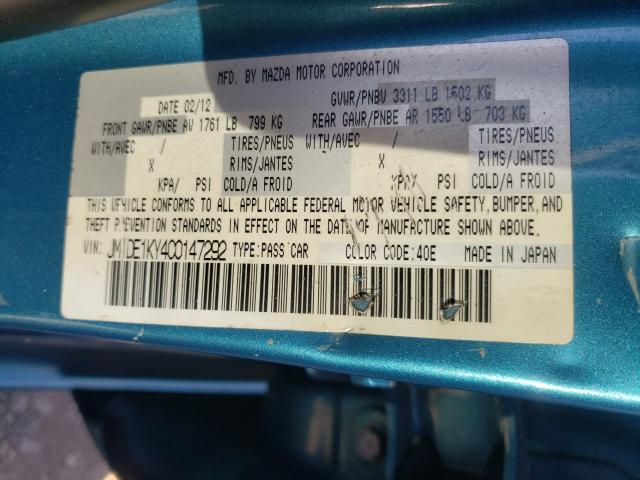 MFD. BY MAZDA MOTOR CORPORATION
DATE 02/12 GVWR/PNBV 3311 LB 1502 KG
FRONT GAWR/PNBE AV 1761 LB 799 KG REAR GAWR/PNBE AR 1550 LB 703 KG
WITH/AVEC / TIRES/PNEUS WITH/AVEC / TIRES/PNEUS
X RIMS/JANTES X RIMS/JANTES
KPA/ PSI COLD/A FROID KPA/ PSI COLD/A FROID
THIS VEHICLE CONFORMS TO ALL APPLICABLE FEDERAL MOTOR VEHICLE SAFETY, BUMPER, AND
THEFT PREVENTION STANDARDS IN EFFECT ON THE DATE OF MANUFACTURE SHOWN ABOVE.
VIN: JM1DE1KY4C0147292 TYPE: PASS CAR COLOR CODE: 40E MADE IN JAPAN